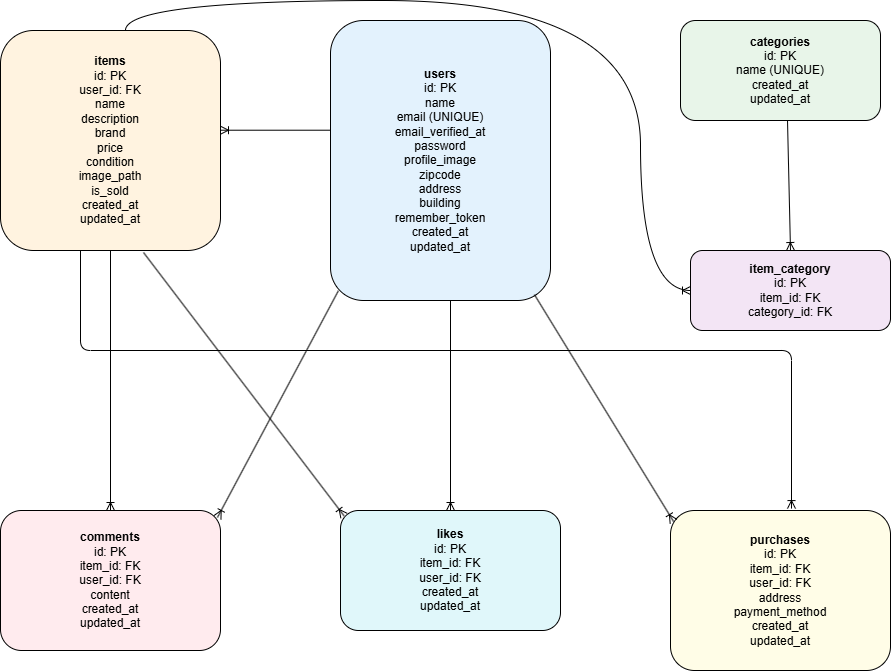 items
id: PK
user_id: FK
name
description
brand
price
condition
image_path
is_sold
created_at
updated_at
users
id: PK
name
email (UNIQUE)
email_verified_at
password
profile_image
zipcode
address
building
remember_token
created_at
updated_at
categories
id: PK
name (UNIQUE)
created_at
updated_at
item_category
id: PK
item_id: FK
category_id: FK
comments
id: PK
item_id: FK
user_id: FK
content
created_at
updated_at
likes
id: PK
item_id: FK
user_id: FK
created_at
updated_at
purchases
id: PK
item_id: FK
user_id: FK
address
payment_method
created_at
updated_at